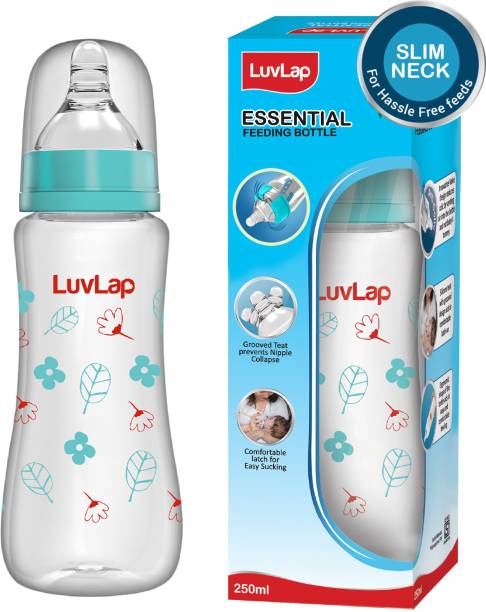 LuvLap
LuvLap
ESSENTIAL
FEEDING BOTTLE
SLIM
NECK
For Hassle Free feeds
Grooved Teat
prevents Nipple
Collapse
Comfortable
latch for
Easy Sucking
LuvLap
250ml